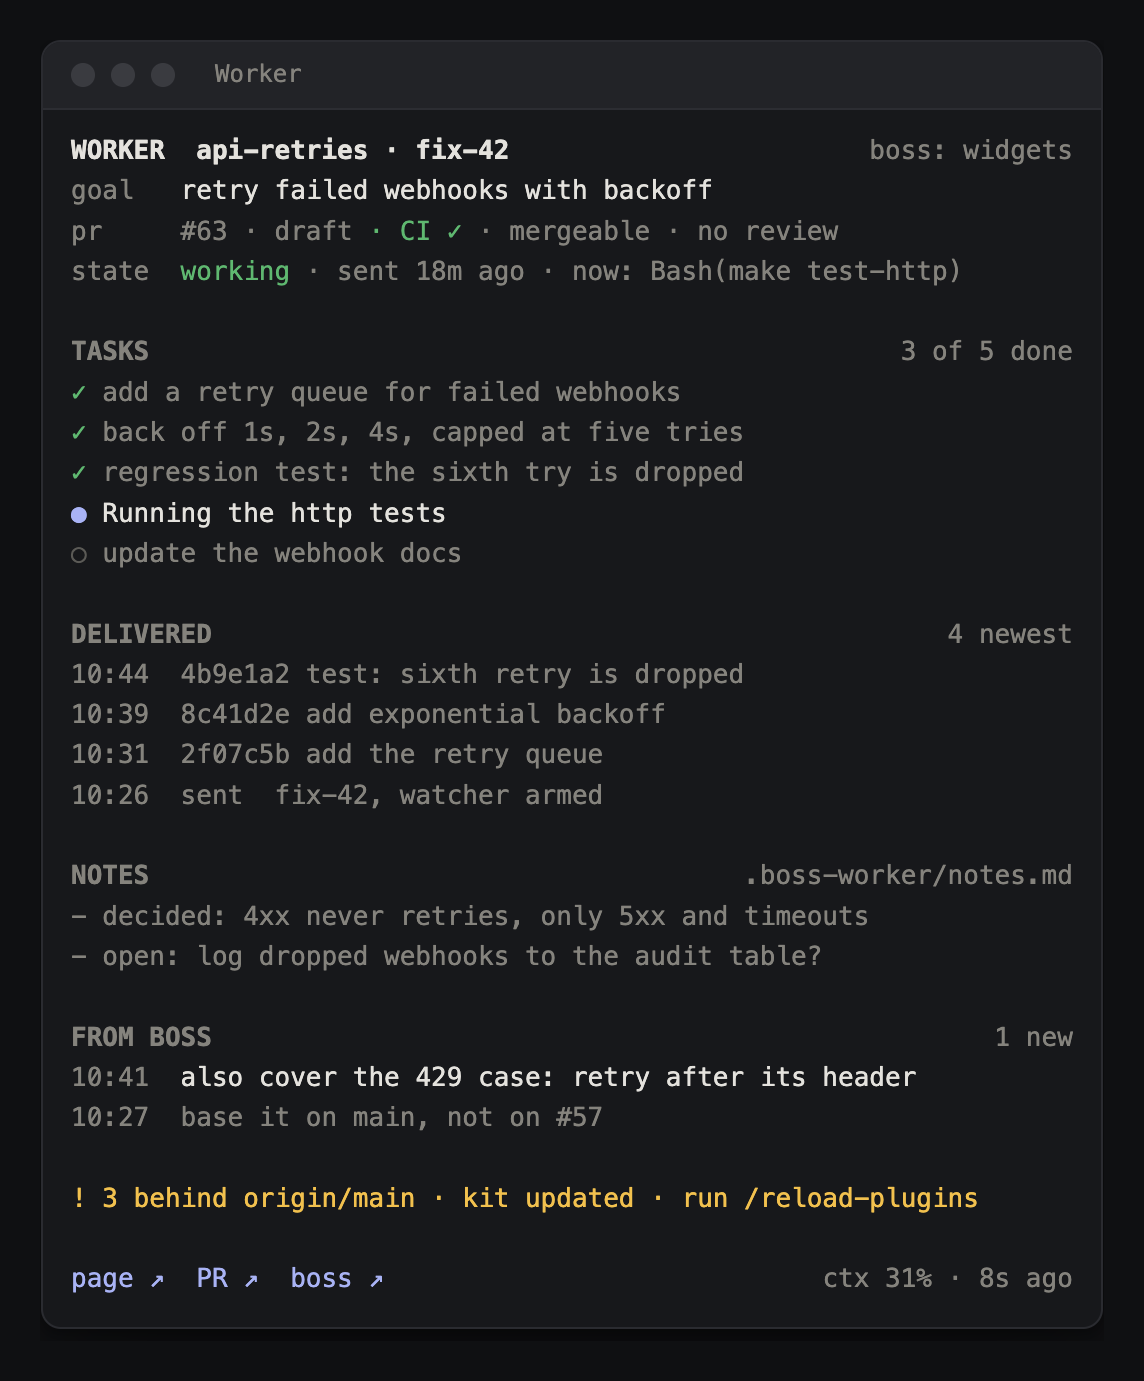 Worker
WORKER  api-retries · fix-42  boss: widgets
goal  retry failed webhooks with backoff
pr  #63 · draft · CI ✓ · mergeable · no review
state  working · sent 18m ago · now: Bash(make test-http)
TASKS  3 of 5 done
✓ add a retry queue for failed webhooks
✓ back off 1s, 2s, 4s, capped at five tries
✓ regression test: the sixth try is dropped
● Running the http tests
○ update the webhook docs
DELIVERED  4 newest
10:44  4b9e1a2 test: sixth retry is dropped
10:39  8c41d2e add exponential backoff
10:31  2f07c5b add the retry queue
10:26  sent  fix-42, watcher armed
NOTES  .boss-worker/notes.md
– decided: 4xx never retries, only 5xx and timeouts
– open: log dropped webhooks to the audit table?
FROM BOSS  1 new
10:41  also cover the 429 case: retry after its header
10:27  base it on main, not on #57
! 3 behind origin/main · kit updated · run /reload-plugins
page ↗  PR ↗  boss ↗  ctx 31% · 8s ago